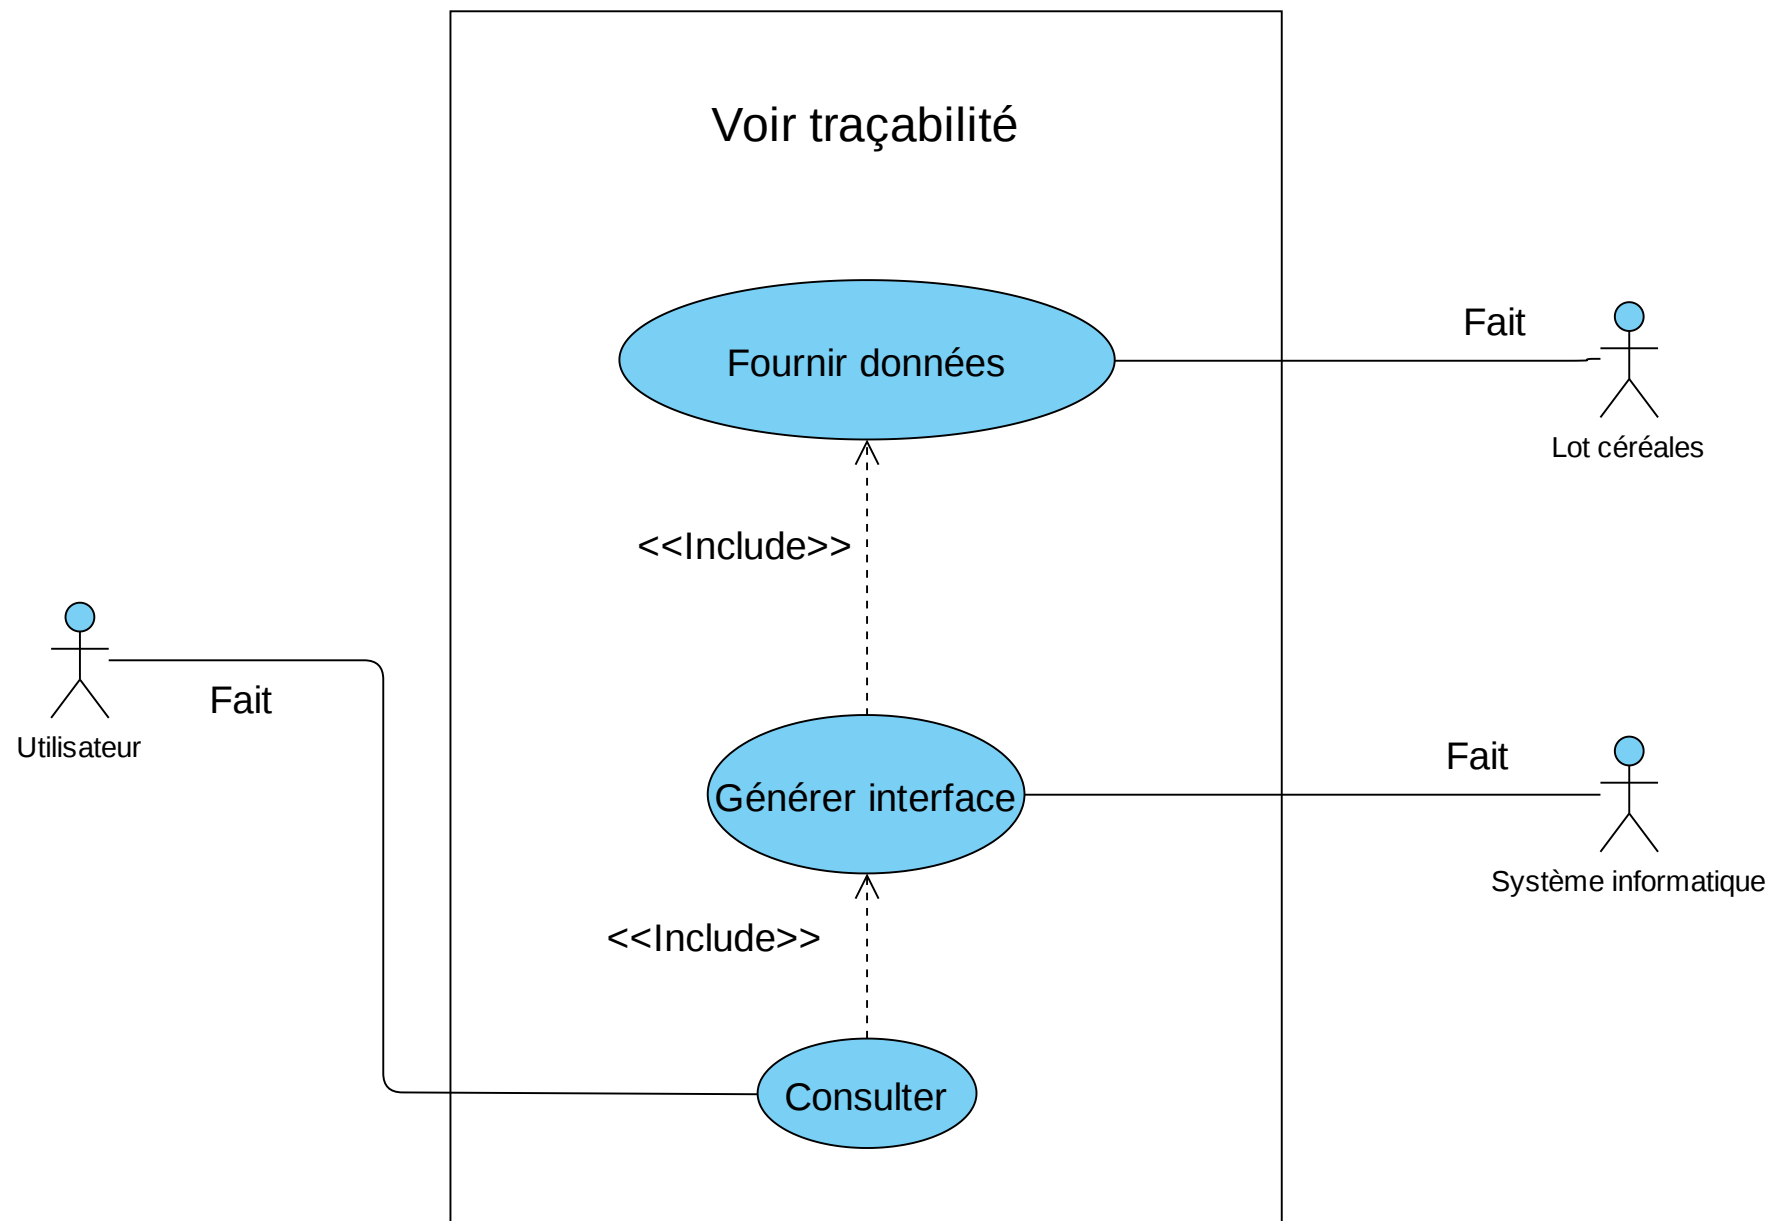 Voir traçabilité
Fournir données
Fait
Lot céréales
<<Include>>
Utilisateur
Fait
Générer interface
Fait
Système informatique
<<Include>>
Consulter